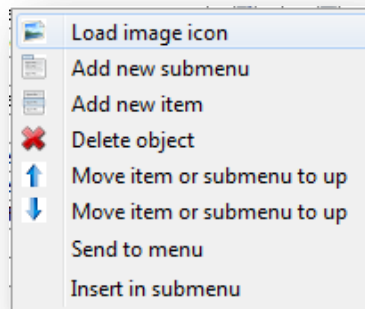 Load image icon
Add new submenu
Add new item
Delete object
Move item or submenu to up
Move item or submenu to up
Send to menu
Insert in submenu